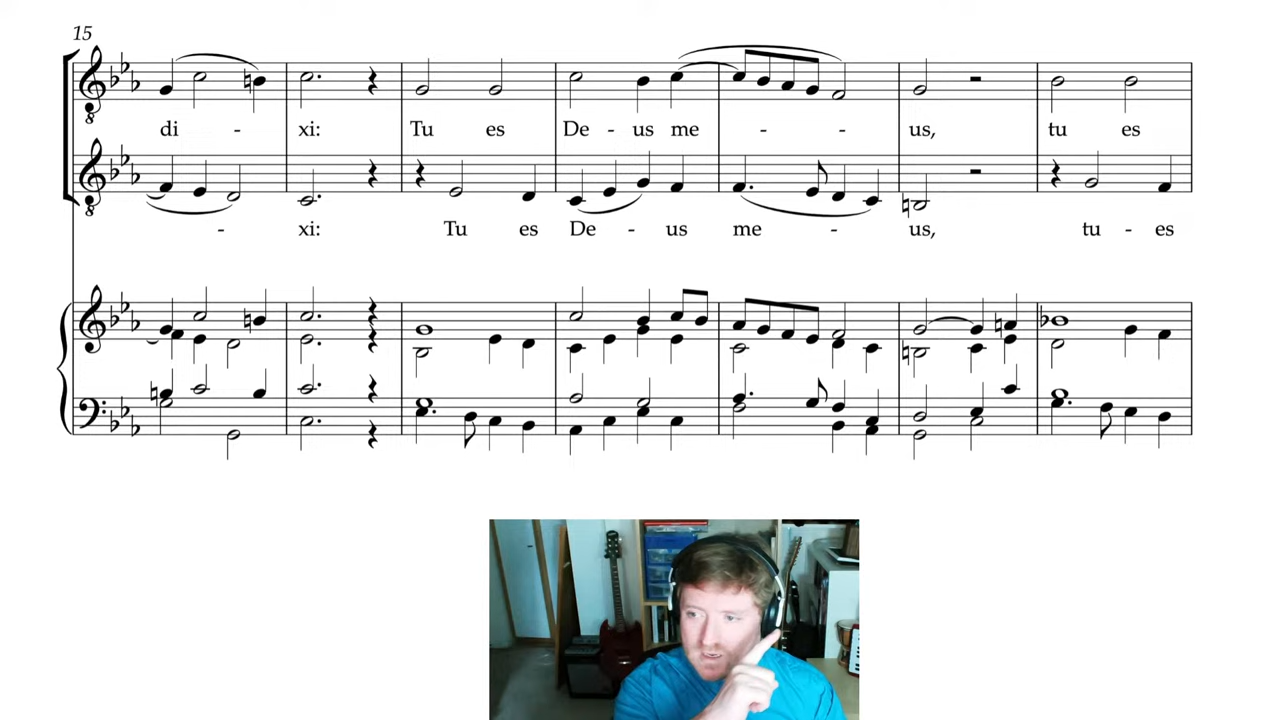 15
di - xi: Tu es De - us me - - us, tu es
- xi: Tu es De - us me - us, tu - es